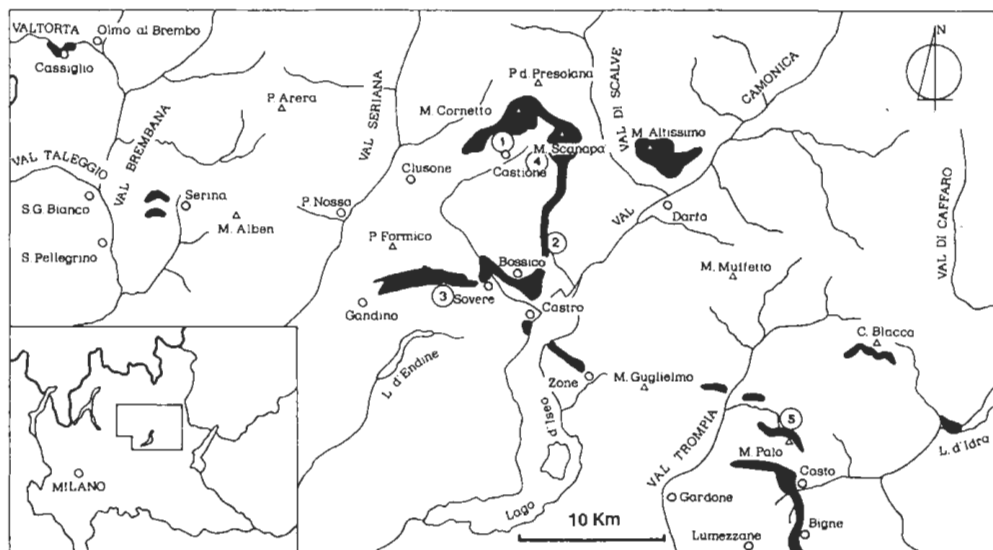 VALTORTA
Olmo al Brembo
Cassiglio
N
P.d. Presolana
P. Arera
M. Cornetto
VAL SERIANA
VAL DI SCALVE
CAMONICA
M. Altissimo
1
M. Scanapa
4
Castione
VAL TALEGGIO
VAL BREMBANA
Clusone
Serina
S.G. Bianco
M. Alben
P. Nossa
VAL
Darfo
VAL DI CAFFARO
S. Pellegrino
P. Formico
2
Bossico
M. Muffetto
3
Sovere
Gandino
Castro
C. Blacca
L. d'Endine
Zone
M. Guglielmo
d'Iseo
VAL TROMPIA
5
M. Palo
L. d'Idro
Casto
MILANO
Gardone
Lago
10 Km
Bigne
Lumezzane